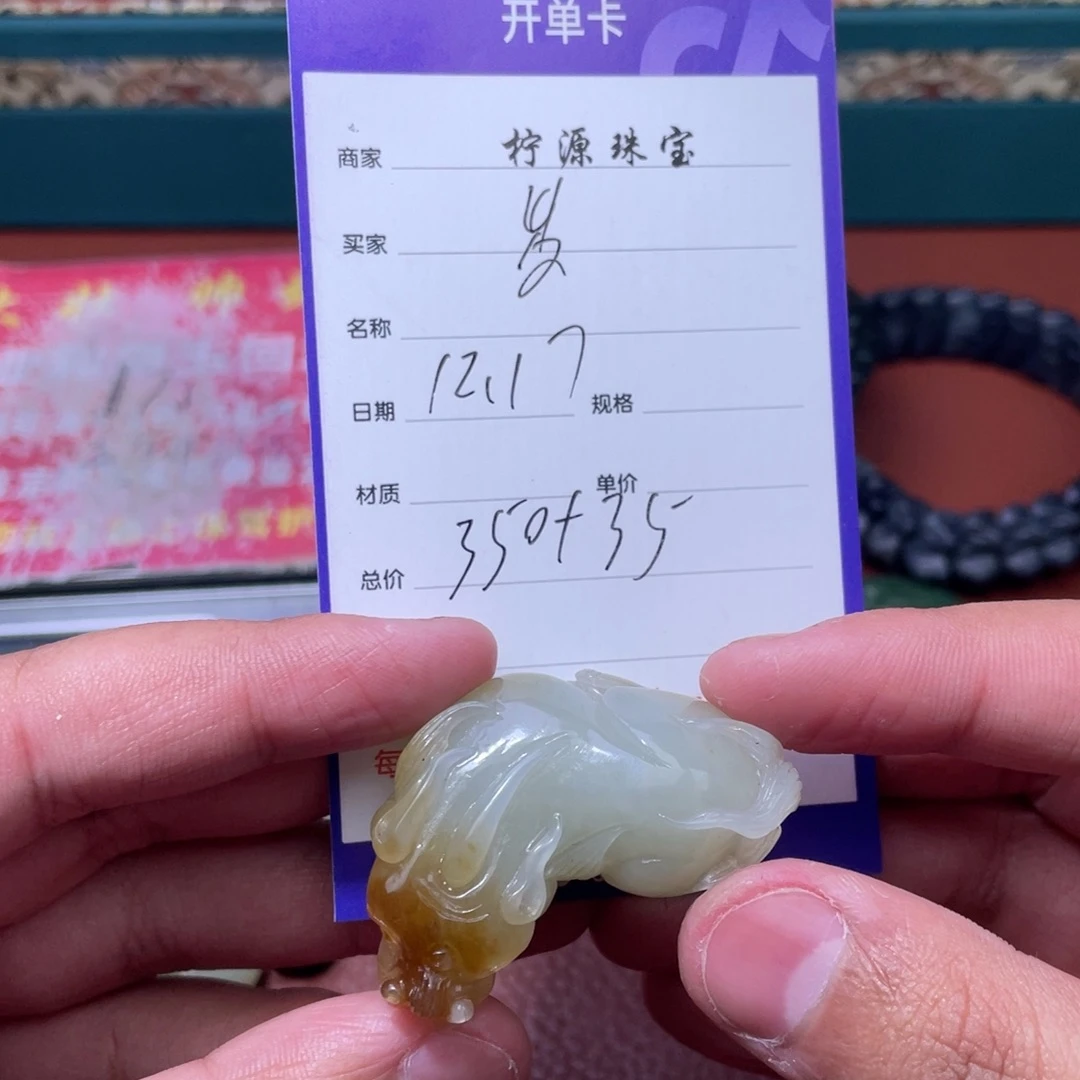 开单卡
商家 柠源珠宝
买家
名称
日期 12.17 规格
材质 单价
总价 350+35
每